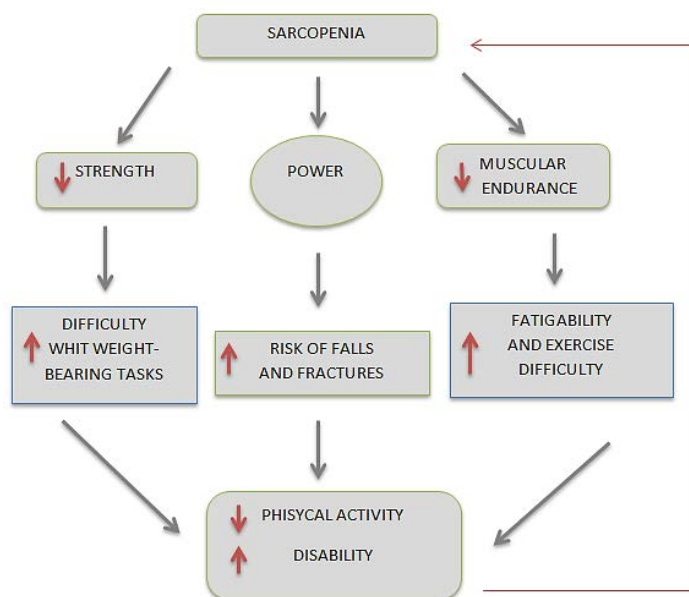 SARCOPENIA
STRENGTH
POWER
MUSCULAR
ENDURANCE
DIFFICULTY
WHIT WEIGHT-
BEARING TASKS
RISK OF FALLS
AND FRACTURES
FATIGABILITY
AND EXERCISE
DIFFICULTY
PHISYCAL ACTIVITY
DISABILITY